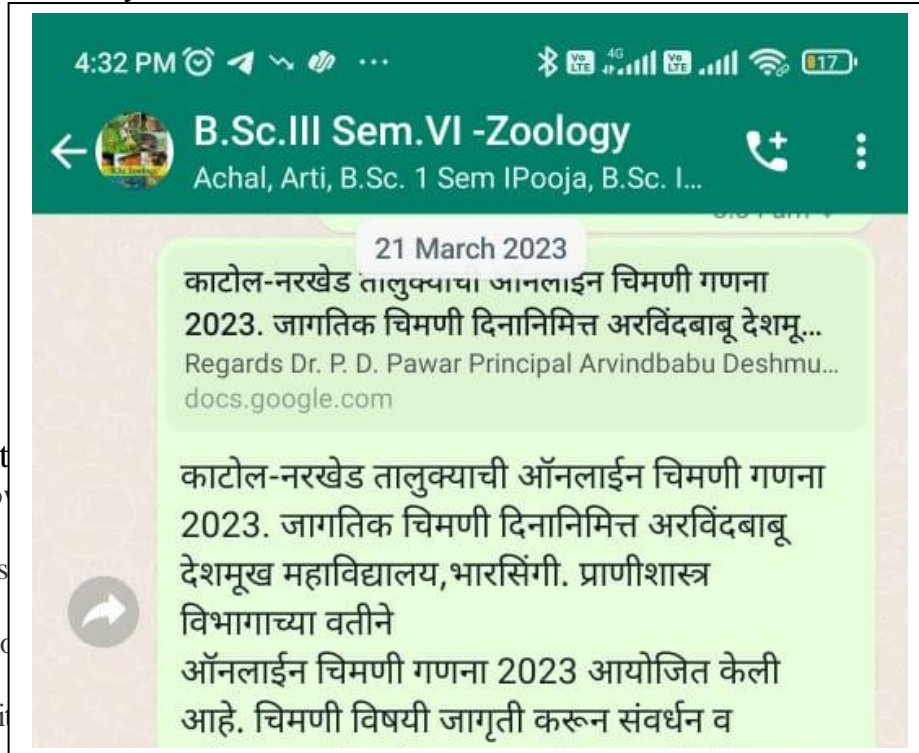 4:32 PM ... 4G 17
B.Sc.III Sem.VI -Zoology
Achal, Arti, B.Sc. 1 Sem IPooja, B.Sc. I...
21 March 2023
काटोल-नरखेड तालुक्याची ऑनलाईन चिमणी गणना
2023. जागतिक चिमणी दिनानिमित्त अरविंदबाबू देशमू...
Regards Dr. P. D. Pawar Principal Arvindbabu Deshmu...
docs.google.com
काटोल-नरखेड तालुक्याची ऑनलाईन चिमणी गणना
2023. जागतिक चिमणी दिनानिमित्त अरविंदबाबू
देशमूख महाविद्यालय,भारसिंगी. प्राणीशास्त्र
विभागाच्या वतीने
ऑनलाईन चिमणी गणना 2023 आयोजित केली
आहे. चिमणी विषयी जागृती करून संवर्धन व